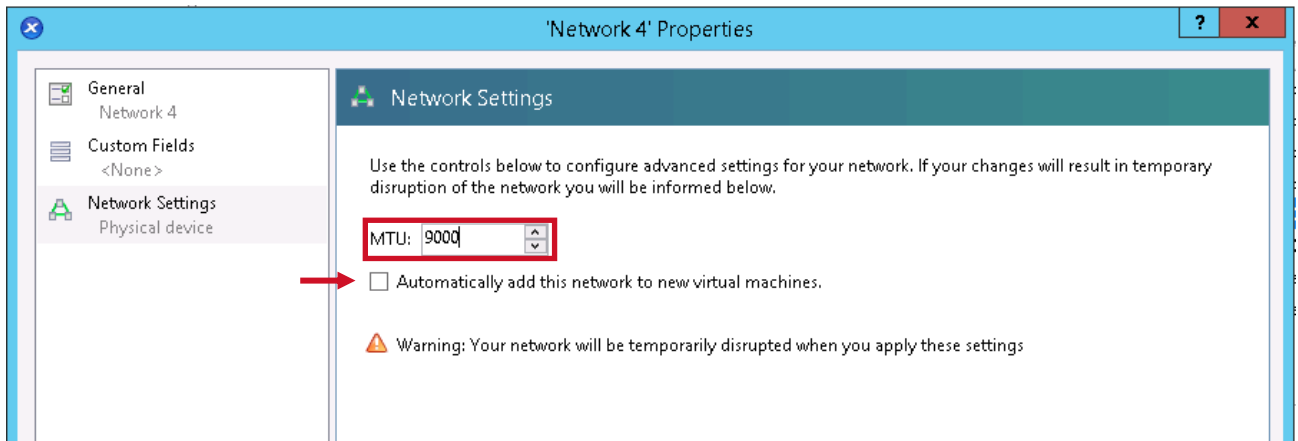 'Network 4' Properties
? x
General
Network 4
Custom Fields
<None>
Network Settings
Physical device
Network Settings
Use the controls below to configure advanced settings for your network. If your changes will result in temporary
disruption of the network you will be informed below.
MTU: 9000
Automatically add this network to new virtual machines.
Warning: Your network will be temporarily disrupted when you apply these settings